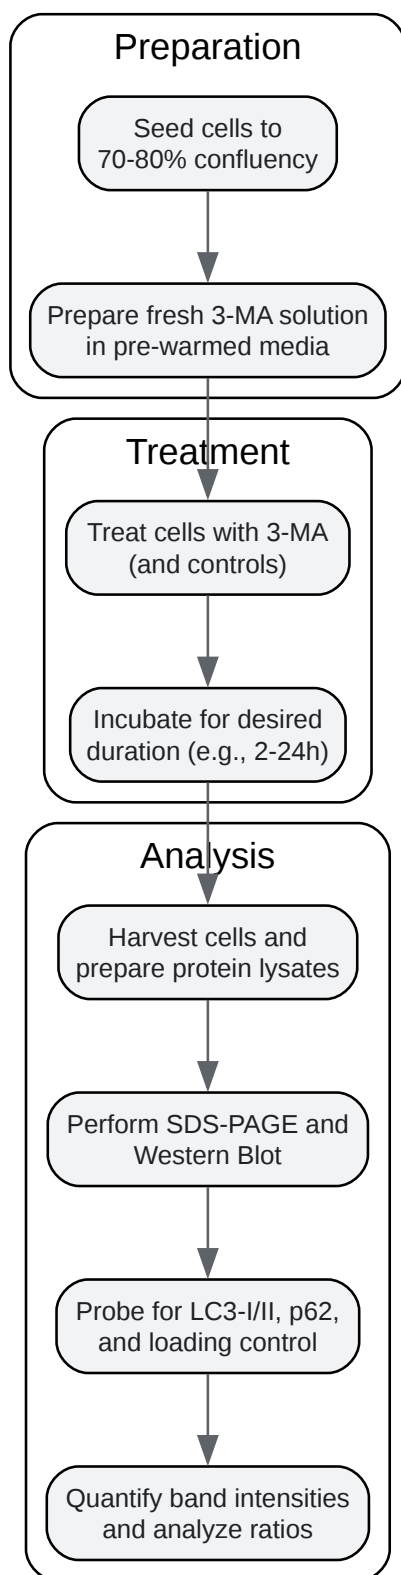 Preparation
Seed cells to
70-80% confluency
Prepare fresh 3-MA solution
in pre-warmed media
Treatment
Treat cells with 3-MA
(and controls)
Incubate for desired
duration (e.g., 2-24h)
Analysis
Harvest cells and
prepare protein lysates
Perform SDS-PAGE and
Western Blot
Probe for LC3-I/II, p62,
and loading control
Quantify band intensities
and analyze ratios